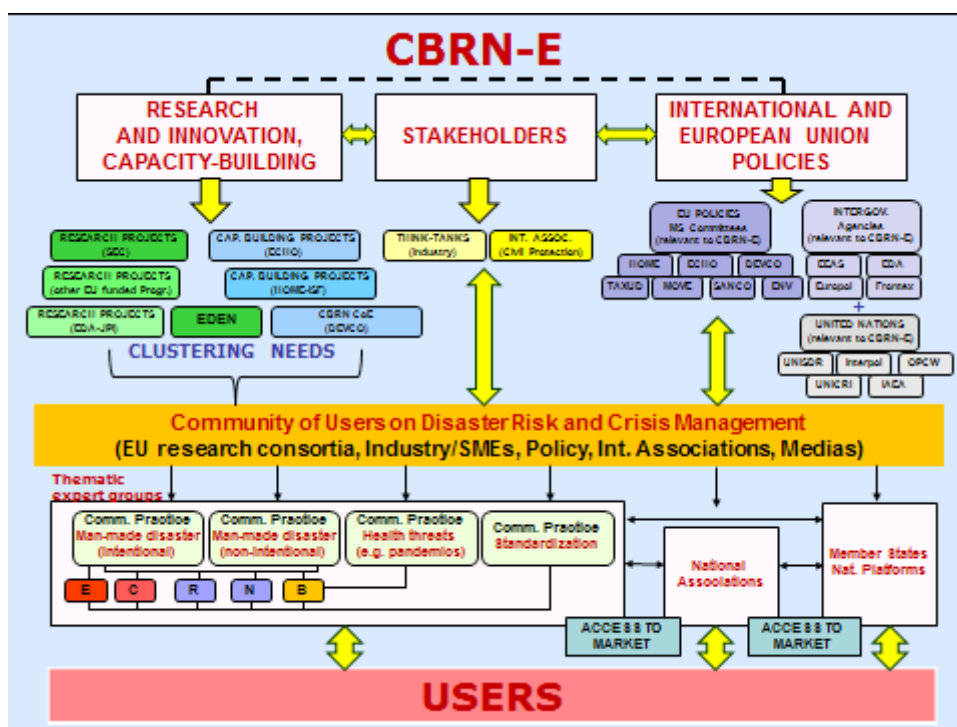 CBRN-E
RESEARCH
AND INNOVATION,
CAPACITY-BUILDING
STAKEHOLDERS
INTERNATIONAL AND
EUROPEAN UNION
POLICIES
RESEARCH PROJECTS
(SEC)
CAP. BUILDING PROJECTS
(ECHO)
RESEARCH PROJECTS
(other EU funded Progr.)
CAP. BUILDING PROJECTS
(HOME-ISF)
RESEARCH PROJECTS
(EDA-JPI)
EDEN
CBRN CoE
(DEVCO)
CLUSTERING NEEDS
THINK-TANKS
(Industry)
INT. ASSOC.
(Civil Protection)
EU POLICIES
MS Committees
(relevant to CBRN-E)
HOME
ECHO
DEVCO
TAXUD
MOVE
SANCO
ENV
INTERGOV.
Agencies
(relevant to CBRN-E)
EEAS
EDA
Europol
Frontex
+
UNITED NATIONS
(relevant to CBRN-E)
UNISDR
Interpol
OPCW
UNICRI
IAEA
Community of Users on Disaster Risk and Crisis Management
(EU research consortia, Industry/SMEs, Policy, Int. Associations, Medias)
Thematic
expert groups
Comm. Practice
Man-made disaster
(Intentional)
Comm. Practice
Man-made disaster
(non-Intentional)
Comm. Practice
Health threats
(e.g. pandemics)
Comm. Practice
Standardization
E
C
R
N
B
National
Associations
Member States
Nat. Platforms
ACCESS TO
MARKET
ACCESS TO
MARKET
USERS